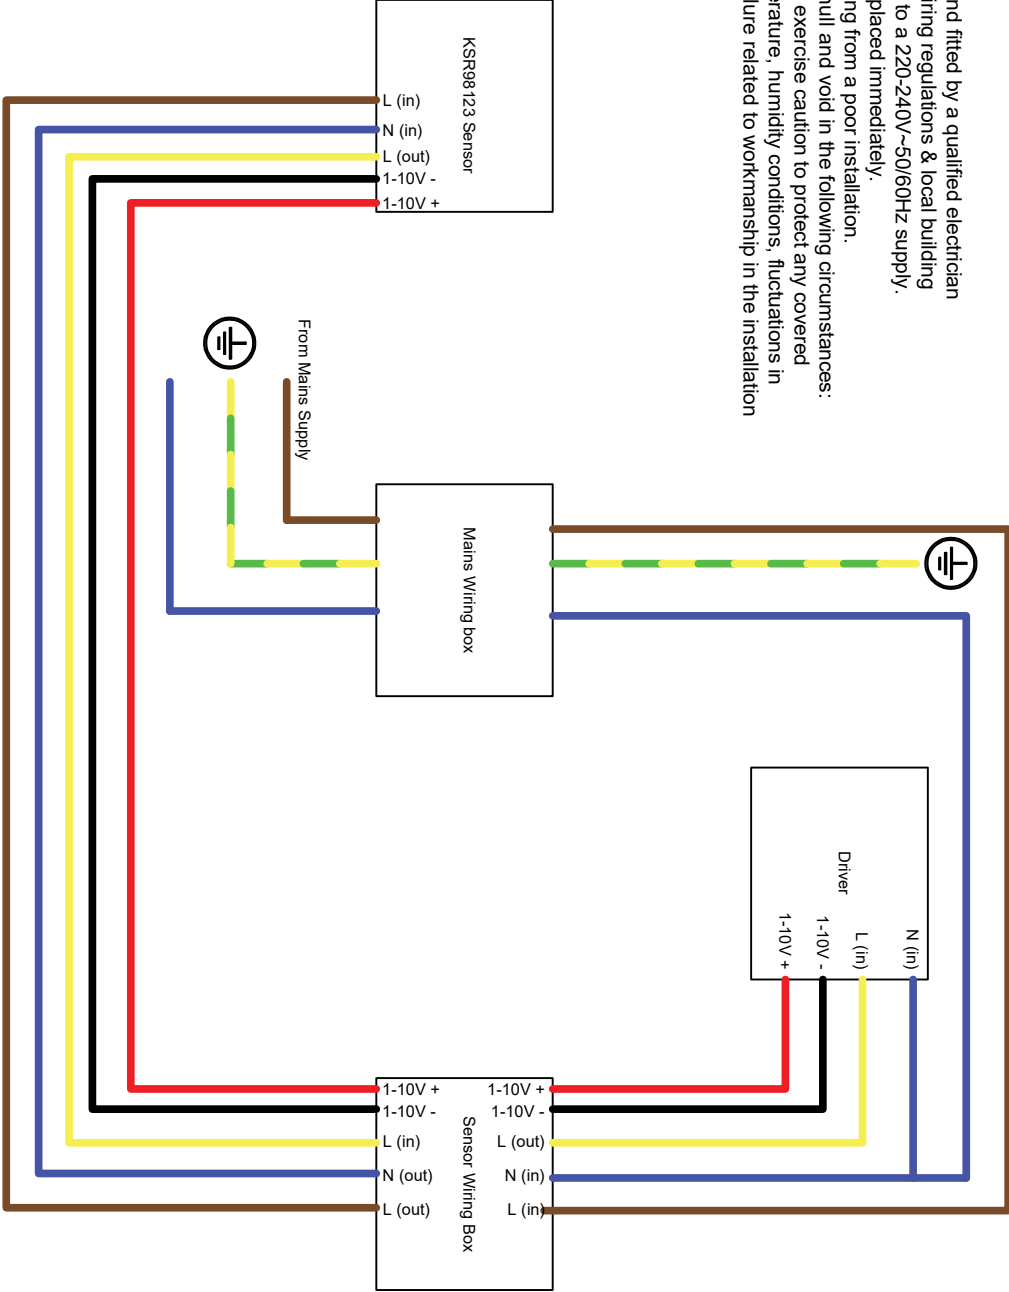 nd fitted by a qualified electrician
iring regulations & local building
to a 220-240V~50/60Hz supply.
placed immediately.
ng from a poor installation.
null and void in the following circumstances:
exercise caution to protect any covered
erature, humidity conditions, fluctuations in
lure related to workmanship in the installation
KSR98123 Sensor
L (in)
N (in)
L (out)
1-10V -
1-10V +
From Mains Supply
Mains Wiring box
Driver
1-10V +
1-10V -
L (in)
N (in)
Sensor Wiring Box
1-10V +
1-10V -
L (in)
N (out)
L (out)
1-10V +
1-10V -
L (out)
N (in)
L (in)